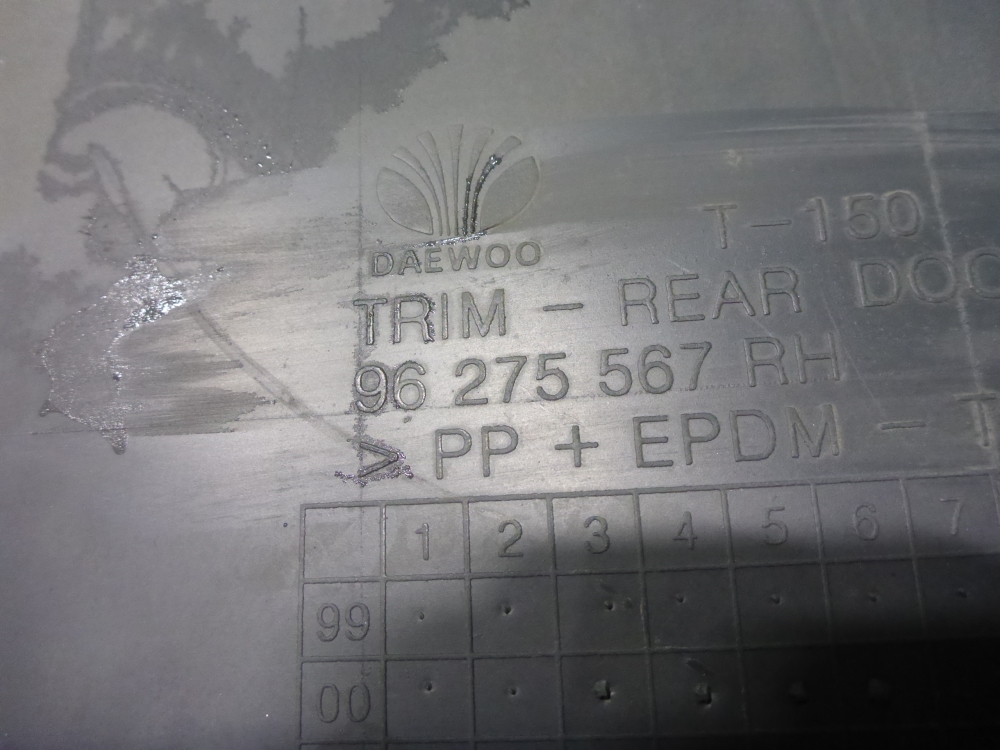 DAEWOO
T-150
TRIM - REAR DOO
96 275 567 RH
> PP + EPDM - T
1 2 3 4 5 6 7
99
00